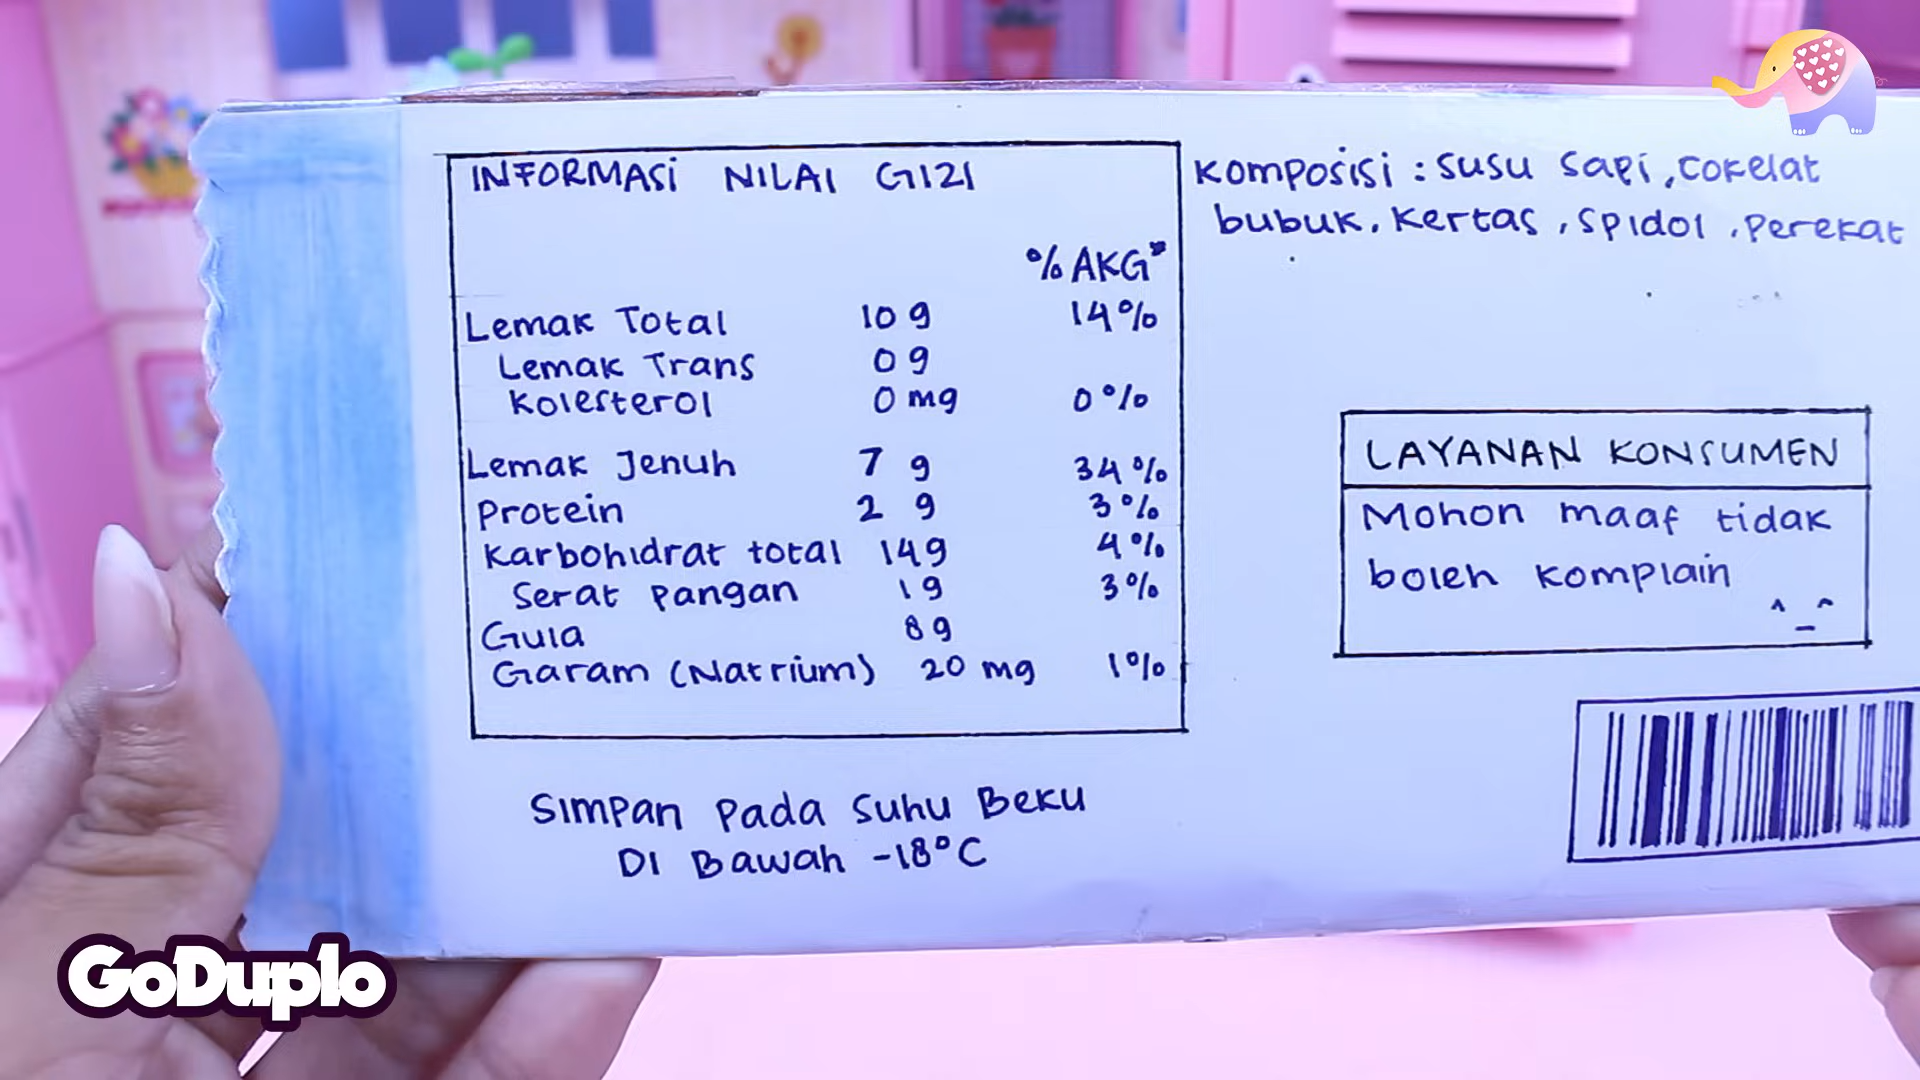 INFORMASI NILAI GIZI
% AKG*
Lemak Total 10 g 14%
Lemak Trans 0 g
Kolesterol 0 mg 0%
Lemak Jenuh 7 g 34%
Protein 2 g 3%
Karbohidrat total 14g 4%
Serat pangan 1g 3%
Gula 8g
Garam (Natrium) 20 mg 1%
SIMPAN PADA SUHU BEKU
DI BAWAH -18°C
Komposisi : Susu Sapi, Cokelat
bubuk, Kertas, Spidol, Perekat
LAYANAN KONSUMEN
Mohon maaf tidak
boleh komplain
^_^
GoDuplo